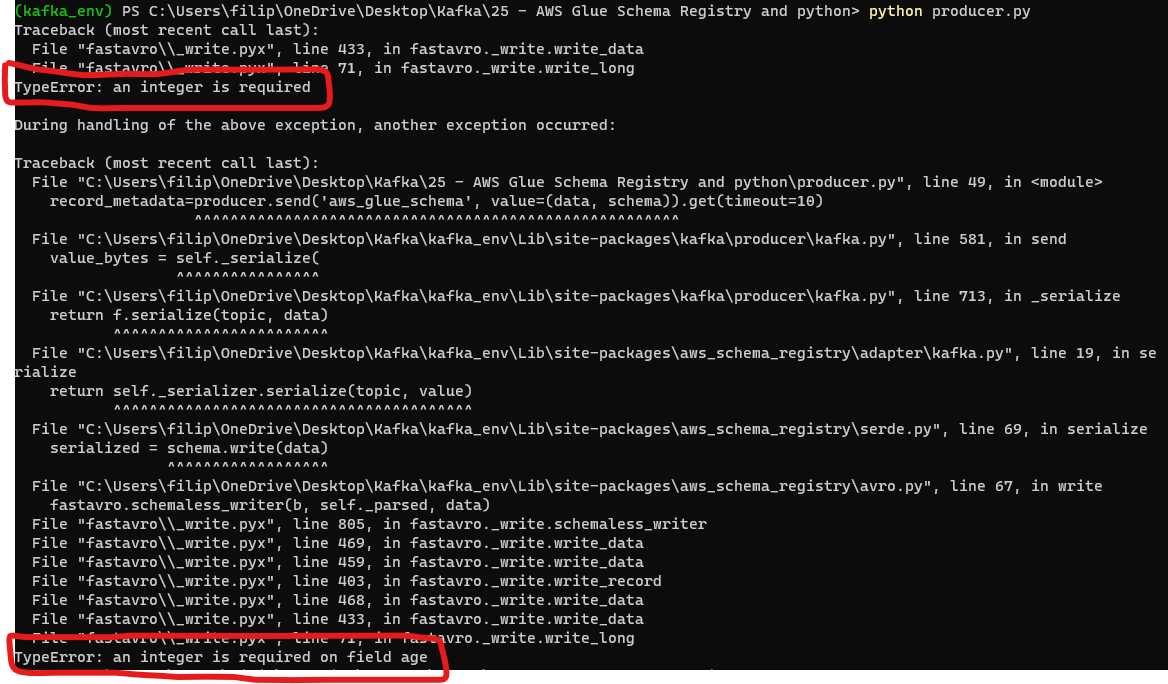 (kafka_env) PS C:\Users\filip\OneDrive\Desktop\Kafka\25 - AWS Glue Schema Registry and python> python producer.py
Traceback (most recent call last):
  File "fastavro\\_write.pyx", line 433, in fastavro._write.write_data
  File "fastavro\\_write.pyx", line 71, in fastavro._write.write_long
TypeError: an integer is required
During handling of the above exception, another exception occurred:
Traceback (most recent call last):
  File "C:\Users\filip\OneDrive\Desktop\Kafka\25 - AWS Glue Schema Registry and python\producer.py", line 49, in <module>
    record_metadata=producer.send('aws_glue_schema', value=(data, schema)).get(timeout=10)
                    ^^^^^^^^^^^^^^^^^^^^^^^^^^^^^^^^^^^^^^^^^^^^^^^^^^^^^^
  File "C:\Users\filip\OneDrive\Desktop\Kafka\kafka_env\Lib\site-packages\kafka\producer\kafka.py", line 581, in send
    value_bytes = self._serialize(
                  ^^^^^^^^^^^^^^^^
  File "C:\Users\filip\OneDrive\Desktop\Kafka\kafka_env\Lib\site-packages\kafka\producer\kafka.py", line 713, in _serialize
    return f.serialize(topic, data)
           ^^^^^^^^^^^^^^^^^^^^^^^^
  File "C:\Users\filip\OneDrive\Desktop\Kafka\kafka_env\Lib\site-packages\aws_schema_registry\adapter\kafka.py", line 19, in se
rialize
    return self._serializer.serialize(topic, value)
           ^^^^^^^^^^^^^^^^^^^^^^^^^^^^^^^^^^^^^^^^
  File "C:\Users\filip\OneDrive\Desktop\Kafka\kafka_env\Lib\site-packages\aws_schema_registry\serde.py", line 69, in serialize
    serialized = schema.write(data)
                 ^^^^^^^^^^^^^^^^^^
  File "C:\Users\filip\OneDrive\Desktop\Kafka\kafka_env\Lib\site-packages\aws_schema_registry\avro.py", line 67, in write
    fastavro.schemaless_writer(b, self._parsed, data)
  File "fastavro\\_write.pyx", line 805, in fastavro._write.schemaless_writer
  File "fastavro\\_write.pyx", line 469, in fastavro._write.write_data
  File "fastavro\\_write.pyx", line 459, in fastavro._write.write_data
  File "fastavro\\_write.pyx", line 403, in fastavro._write.write_record
  File "fastavro\\_write.pyx", line 468, in fastavro._write.write_data
  File "fastavro\\_write.pyx", line 433, in fastavro._write.write_data
  File "fastavro\\_write.pyx", line 71, in fastavro._write.write_long
TypeError: an integer is required on field age